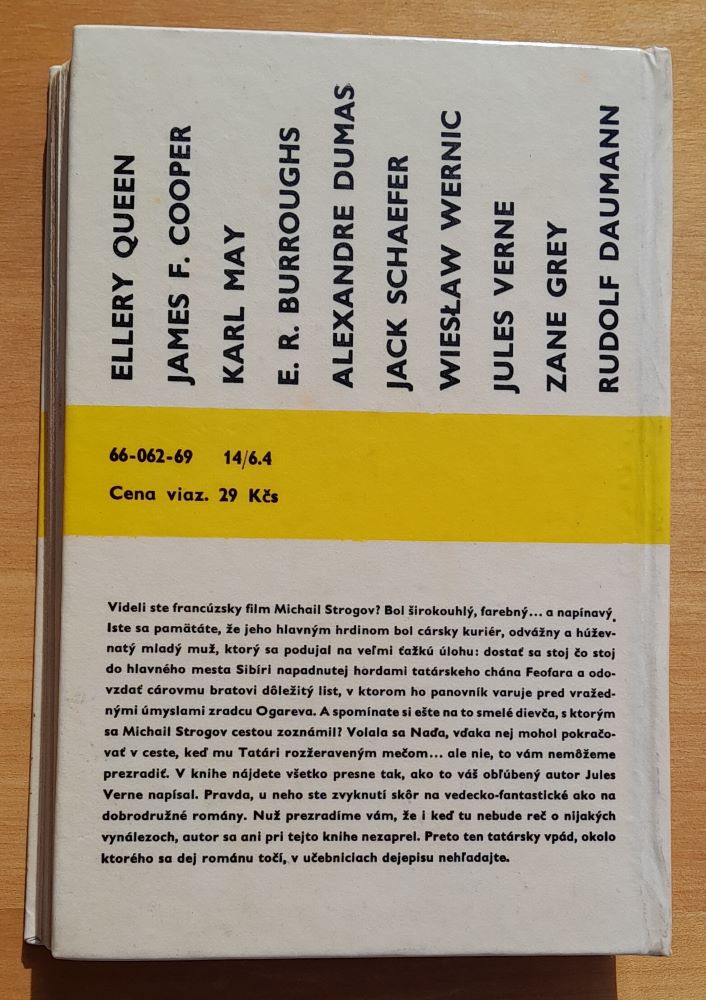 ELLERY QUEEN
JAMES F. COOPER
KARL MAY
E. R. BURROUGHS
ALEXANDRE DUMAS
JACK SCHAEFER
WIESŁAW WERNIC
JULES VERNE
ZANE GREY
RUDOLF DAUMANN
66-062-69 14/6.4
Cena viaz. 29 Kčs
Videli ste francúzsky film Michail Strogov? Bol širokouhlý, farebný... a napínavý.
Iste sa pamätáte, že jeho hlavným hrdinom bol cársky kuriér, odvážny a húžev-
natý mladý muž, ktorý sa podujal na veľmi ťažkú úlohu: dostať sa stoj čo stoj
do hlavného mesta Sibíri napadnutej hordami tatárskeho chána Feofara a odo-
vzdať cárovmu bratovi dôležitý list, v ktorom ho panovník varuje pred vražed-
nými úmyslami zradcu Ogareva. A spomínate si ešte na to smelé dievča, s ktorým
sa Michail Strogov cestou zoznámil? Volala sa Naďa, vďaka nej mohol pokračo-
vať v ceste, keď mu Tatári rozžeraveným mečom... ale nie, to vám nemôžeme
prezradiť. V knihe nájdete všetko presne tak, ako to váš obľúbený autor Jules
Verne napísal. Pravda, u neho ste zvyknutí skôr na vedecko-fantastické ako na
dobrodružné romány. Nuž prezradíme vám, že i keď tu nebude reč o nijakých
vynálezoch, autor sa ani pri tejto knihe nezaprel. Preto ten tatársky vpád, okolo
ktorého sa dej románu točí, v učebniciach dejepisu nehľadajte.